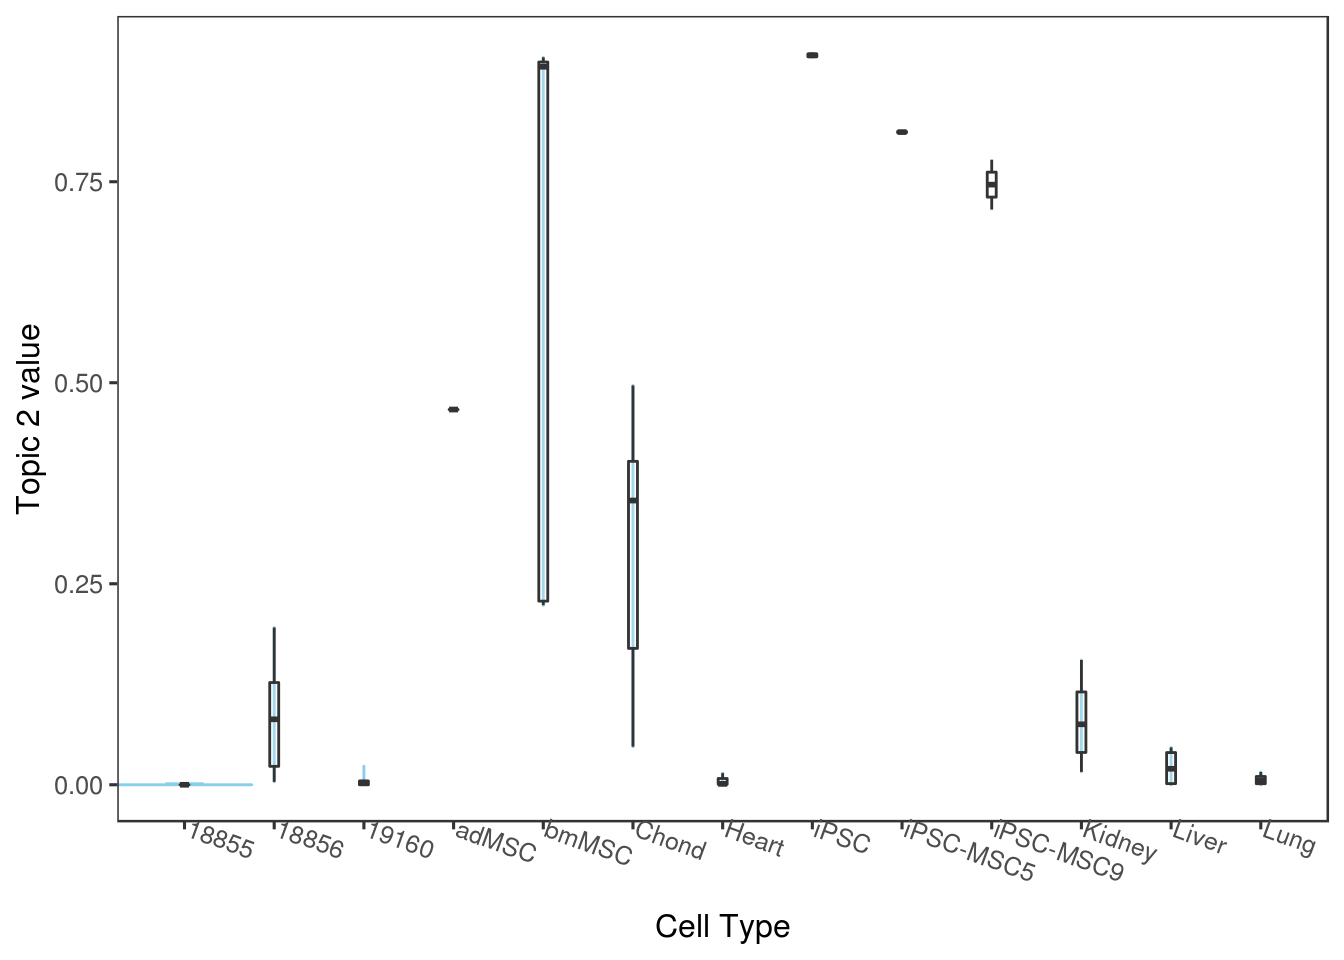 Topic 2 value
0.75
0.50
0.25
0.00
18855
18856
19160
adMSC
bmMSC
Chond
Heart
iPSC
iPSC-MSC5
iPSC-MSC9
Kidney
Liver
Lung
Cell Type